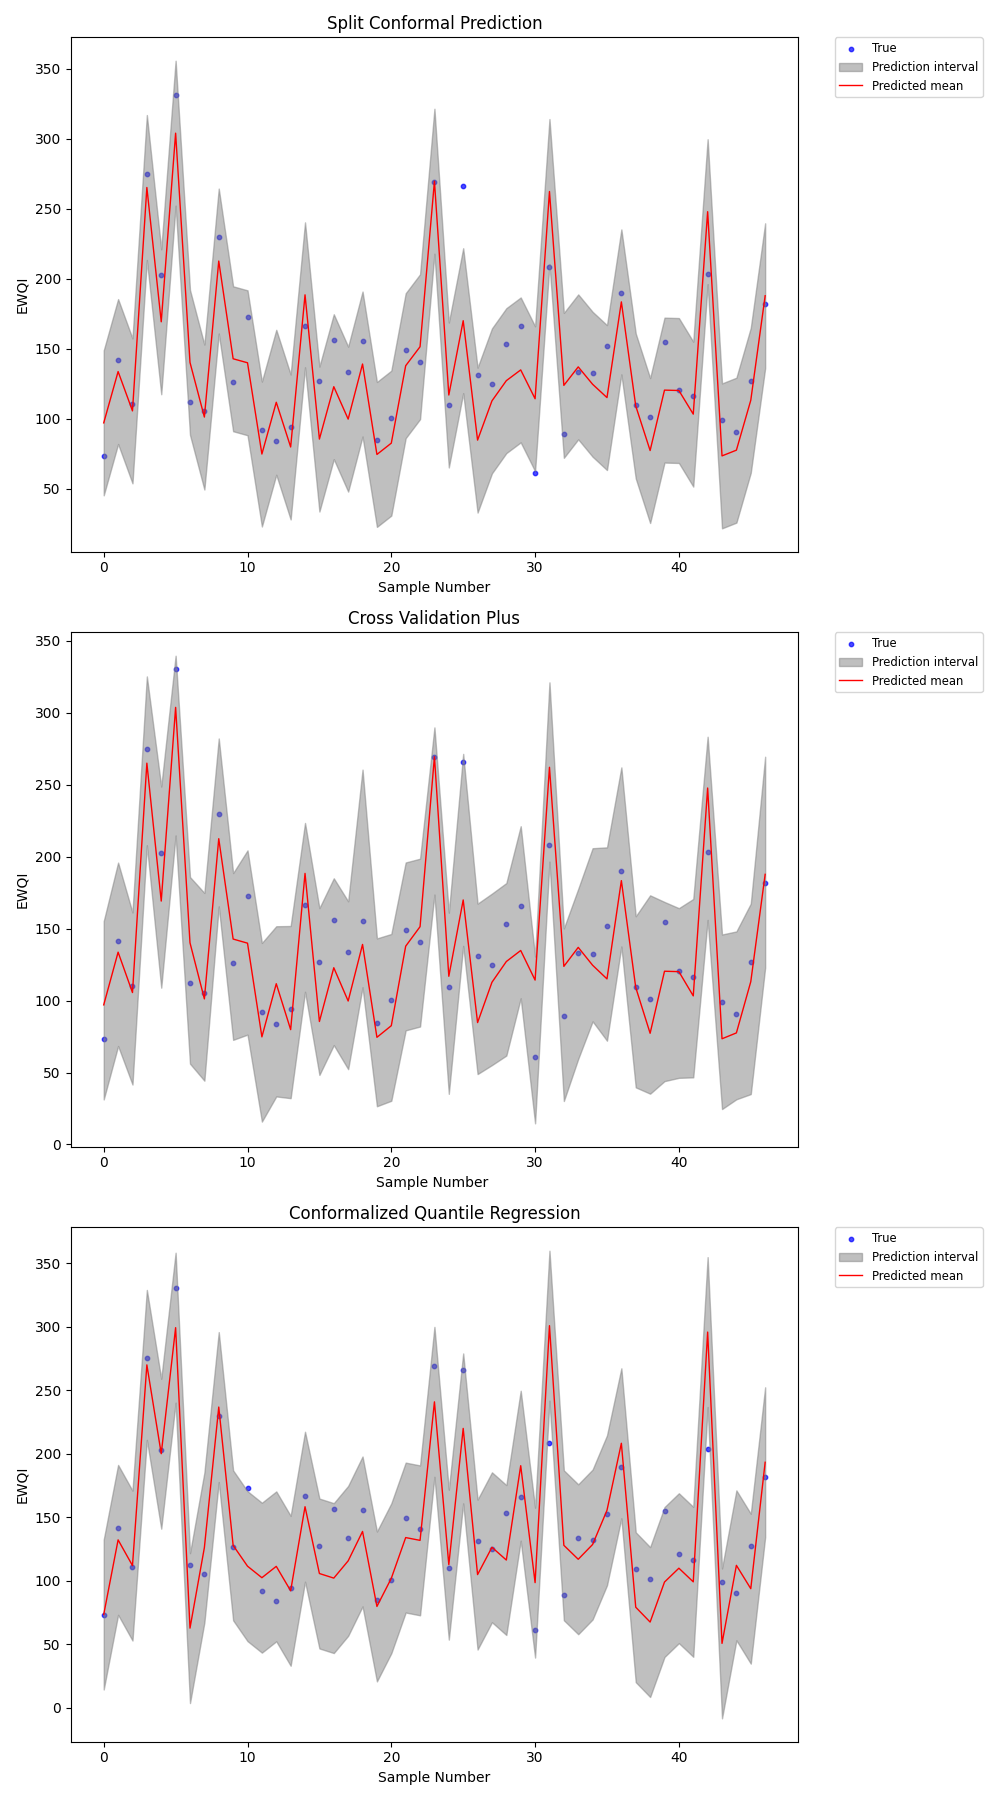 Split Conformal Prediction
True
Prediction interval
Predicted mean
350
300
250
200
150
100
50
EWQI
0 10 20 30 40
Sample Number
Cross Validation Plus
True
Prediction interval
Predicted mean
350
300
250
200
150
100
50
0
EWQI
0 10 20 30 40
Sample Number
Conformalized Quantile Regression
True
Prediction interval
Predicted mean
350
300
250
200
150
100
50
0
EWQI
0 10 20 30 40
Sample Number